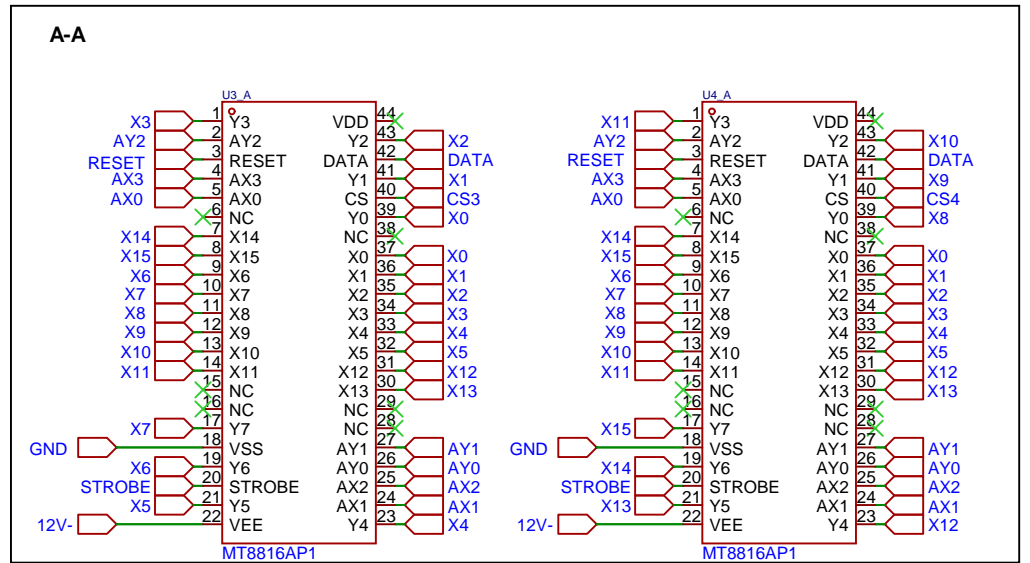 A-A
U3_A U4_A
X3 1 Y3 VDD 44 X11 1 Y3 VDD 44
AY2 2 AY2 Y2 43 X2 AY2 2 AY2 Y2 43 X10
RESET 3 RESET DATA 42 DATA RESET 3 RESET DATA 42 DATA
AX3 4 AX3 Y1 41 X1 AX3 4 AX3 Y1 41 X9
AX0 5 AX0 CS 40 CS3 AX0 5 AX0 CS 40 CS4
6 NC Y0 39 X0 6 NC Y0 39 X8
X14 7 X14 NC 38 X14 7 X14 NC 38
X15 8 X15 X0 37 X0 X15 8 X15 X0 37 X0
X6 9 X6 X1 36 X1 X6 9 X6 X1 36 X1
X7 10 X7 X2 35 X2 X7 10 X7 X2 35 X2
X8 11 X8 X3 34 X3 X8 11 X8 X3 34 X3
X9 12 X9 X4 33 X4 X9 12 X9 X4 33 X4
X10 13 X10 X5 32 X5 X10 13 X10 X5 32 X5
X11 14 X11 X12 31 X12 X11 14 X11 X12 31 X12
15 NC X13 30 X13 15 NC X13 30 X13
16 NC NC 29 16 NC NC 29
X7 17 Y7 NC 28 X15 17 Y7 NC 28
GND 18 VSS AY1 27 AY1 GND 18 VSS AY1 27 AY1
X6 19 Y6 AY0 26 AY0 X14 19 Y6 AY0 26 AY0
STROBE 20 STROBE AX2 25 AX2 STROBE 20 STROBE AX2 25 AX2
X5 21 Y5 AX1 24 AX1 X13 21 Y5 AX1 24 AX1
12V- 22 VEE Y4 23 X4 12V- 22 VEE Y4 23 X12
MT8816AP1 MT8816AP1